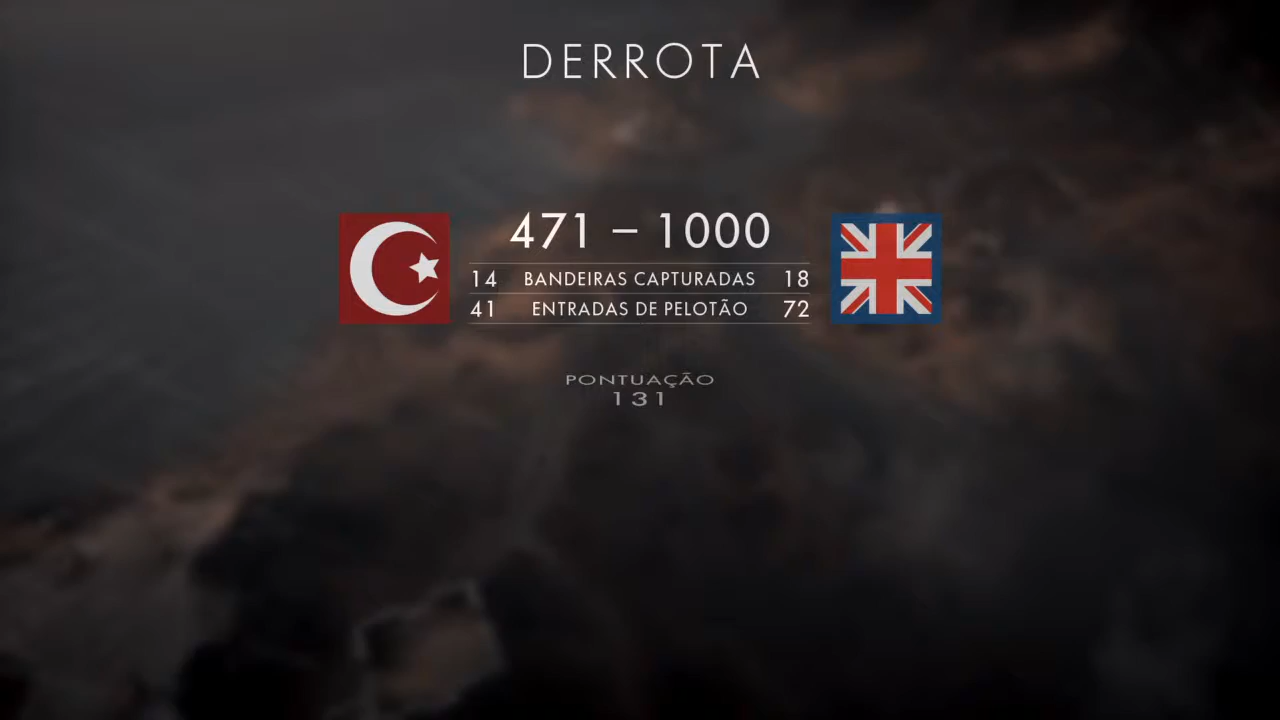 DERROTA
471 – 1000
14 BANDEIRAS CAPTURADAS 18
41 ENTRADAS DE PELOTÃO 72
PONTUAÇÃO
131